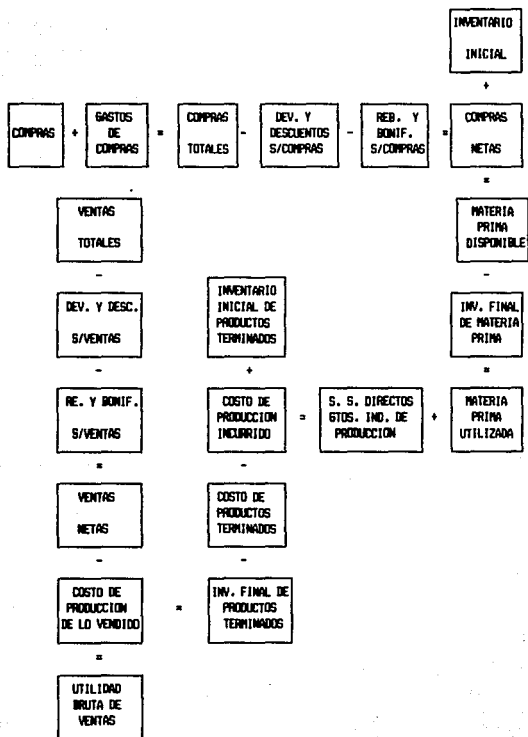 INVENTARIO
INICIAL
+
COMPRAS + GASTOS DE COMPRAS = COMPRAS TOTALES - DEV. Y DESCUENTOS S/COMPRAS - REB. Y BONIF. S/COMPRAS = COMPRAS NETAS
=
VENTAS
TOTALES
MATERIA
PRIMA
DISPONIBLE
-
-
DEV. Y DESC.
S/VENTAS
INVENTARIO
INICIAL DE
PRODUCTOS
TERMINADOS
INV. FINAL
DE MATERIA
PRIMA
-
+
=
RE. Y BONIF.
S/VENTAS
COSTO DE
PRODUCCION
INCURRIDO
=
S. S. DIRECTOS
GTOS. IND. DE
PRODUCCION
+
MATERIA
PRIMA
UTILIZADA
=
-
VENTAS
NETAS
COSTO DE
PRODUCTOS
TERMINADOS
-
-
COSTO DE
PRODUCCION
DE LO VENDIDO
=
INV. FINAL DE
PRODUCTOS
TERMINADOS
=
UTILIDAD
BRUTA DE
VENTAS